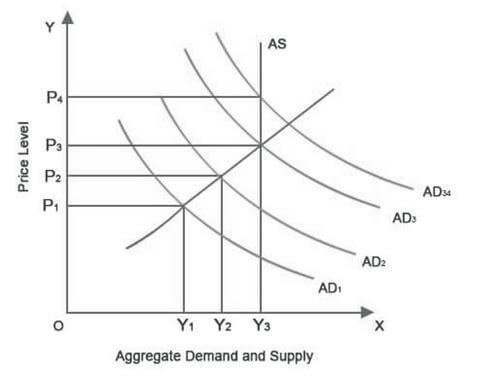 Y
AS
P4
P3
P2
P1
Price Level
AD34
AD3
AD2
AD1
O
Y1
Y2
Y3
X
Aggregate Demand and Supply